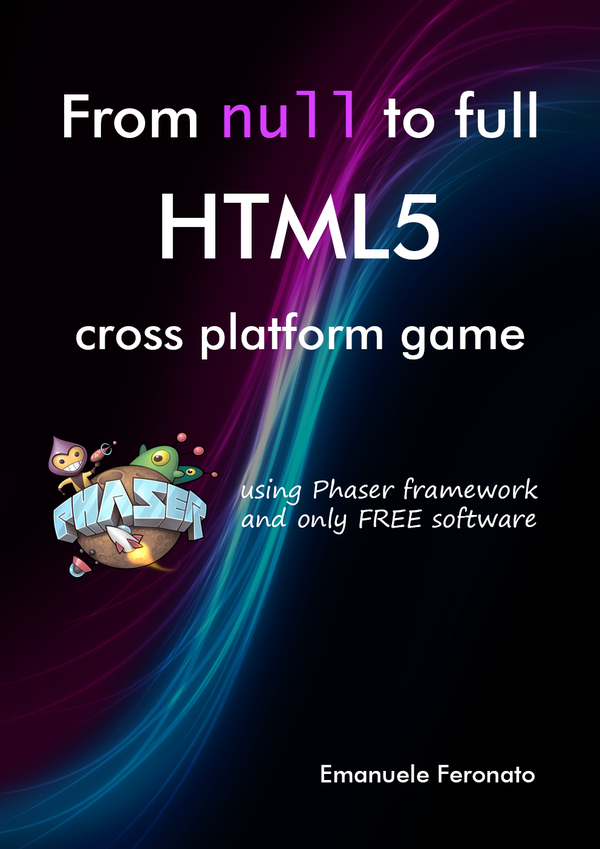 From null to full
HTML5
cross platform game
PHASER
using Phaser framework
and only FREE software
Emanuele Feronato